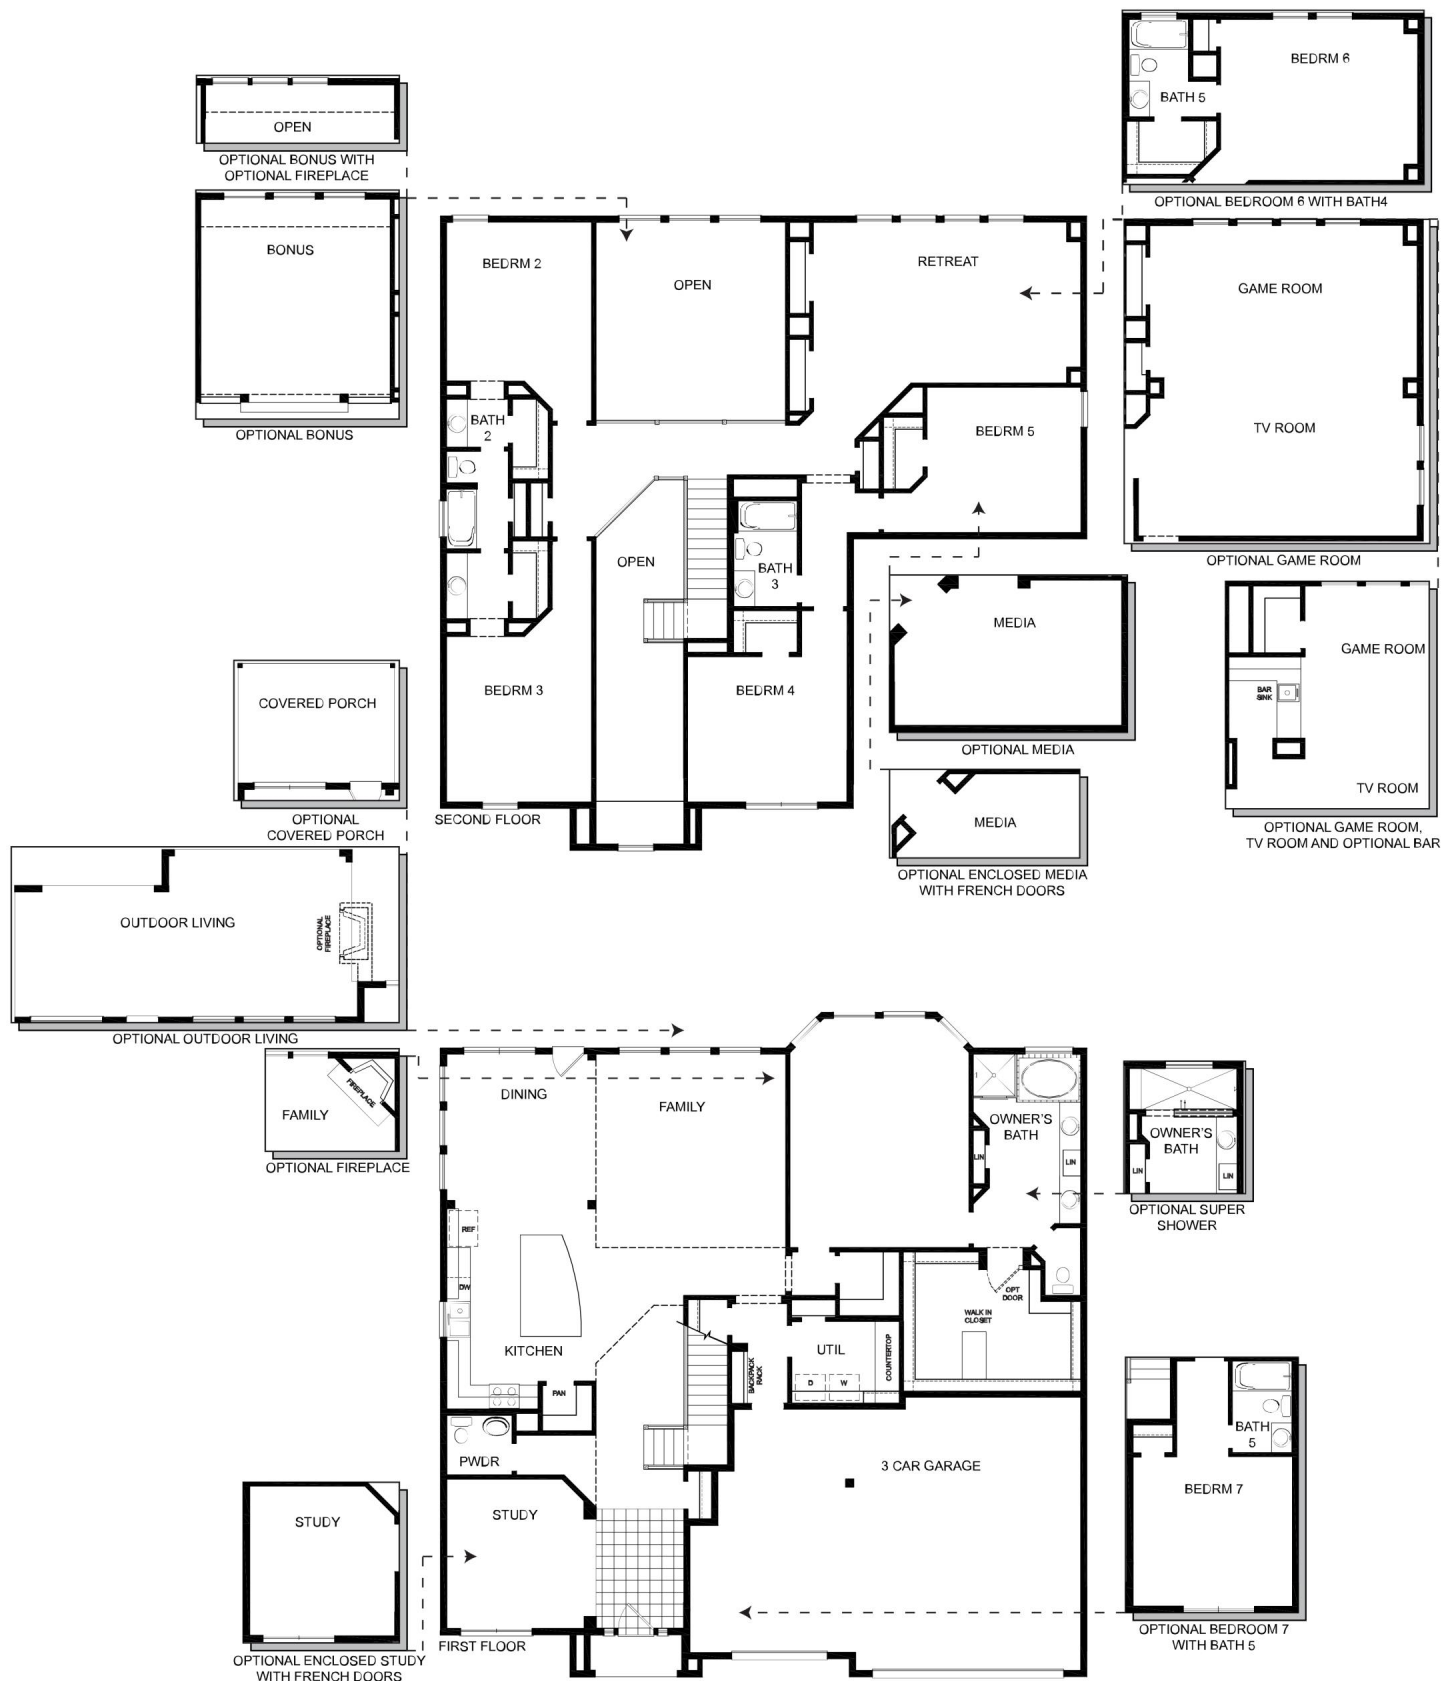 BEDRM 6
BATH 5
OPTIONAL BEDROOM 6 WITH BATH4
OPEN
OPTIONAL BONUS WITH
OPTIONAL FIREPLACE
BONUS
OPTIONAL BONUS
BEDRM 2
OPEN
RETREAT
BATH
2
BEDRM 5
OPEN
BATH
3
BEDRM 3
BEDRM 4
SECOND FLOOR
GAME ROOM
TV ROOM
OPTIONAL GAME ROOM
MEDIA
OPTIONAL MEDIA
MEDIA
OPTIONAL ENCLOSED MEDIA
WITH FRENCH DOORS
GAME ROOM
BAR
SINK
TV ROOM
OPTIONAL GAME ROOM,
TV ROOM AND OPTIONAL BAR
COVERED PORCH
OPTIONAL
COVERED PORCH
OUTDOOR LIVING
OPTIONAL
FIREPLACE
OPTIONAL OUTDOOR LIVING
FAMILY
FIREPLACE
OPTIONAL FIREPLACE
DINING
FAMILY
OWNER'S
BATH
LIN
LIN
REF
DW
KITCHEN
PAN
OPT
DOOR
WALK IN
CLOSET
UTIL
D
W
COUNTERTOP
BACKPACK
RACK
PWDR
STUDY
3 CAR GARAGE
FIRST FLOOR
OWNER'S
BATH
LIN
LIN
OPTIONAL SUPER
SHOWER
BATH
5
BEDRM 7
OPTIONAL BEDROOM 7
WITH BATH 5
STUDY
OPTIONAL ENCLOSED STUDY
WITH FRENCH DOORS